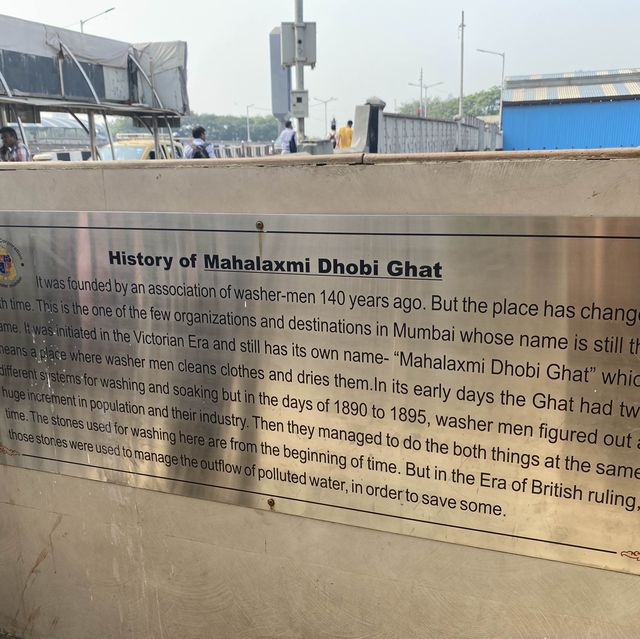 History of Mahalaxmi Dhobi Ghat
It was founded by an association of washer-men 140 years ago. But the place has change
th time. This is the one of the few organizations and destinations in Mumbai whose name is still th
ame. It was initiated in the Victorian Era and still has its own name- “Mahalaxmi Dhobi Ghat” whic
neans a place where washer men cleans clothes and dries them.In its early days the Ghat had tw
different systems for washing and soaking but in the days of 1890 to 1895, washer men figured out a
huge increment in population and their industry. Then they managed to do the both things at the same
time. The stones used for washing here are from the beginning of time. But in the Era of British ruling,
those stones were used to manage the outflow of polluted water, in order to save some.